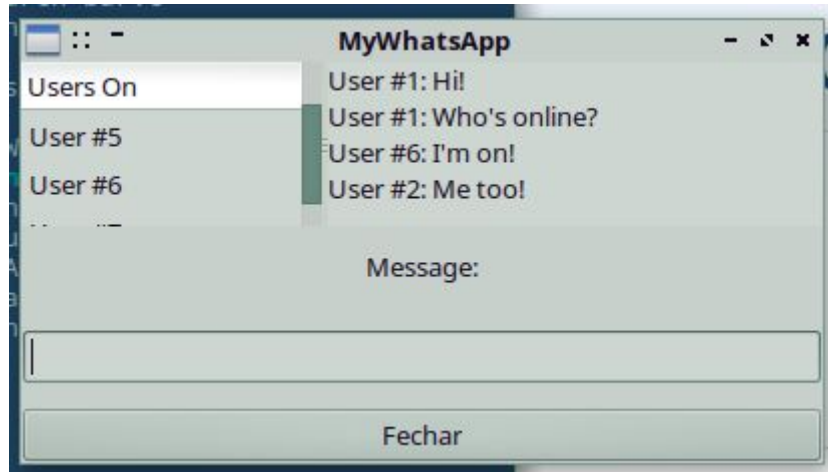 MyWhatsApp
Users On
User #5
User #6
User #1: Hi!
User #1: Who's online?
User #6: I'm on!
User #2: Me too!
Message:
Fechar